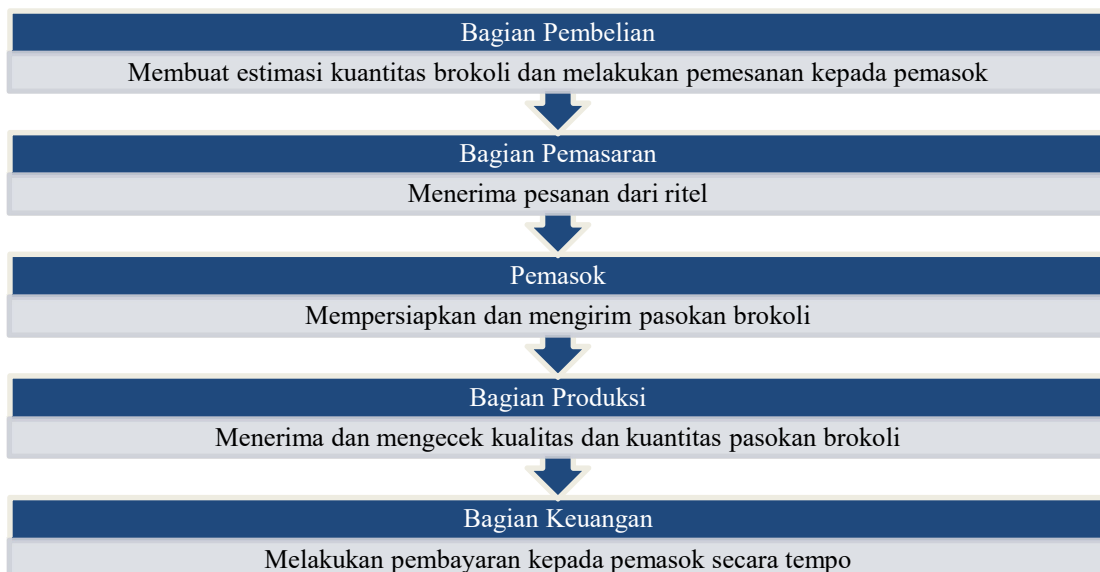 Bagian Pembelian
Membuat estimasi kuantitas brokoli dan melakukan pemesanan kepada pemasok
Bagian Pemasaran
Menerima pesanan dari ritel
Pemasok
Mempersiapkan dan mengirim pasokan brokoli
Bagian Produksi
Menerima dan mengecek kualitas dan kuantitas pasokan brokoli
Bagian Keuangan
Melakukan pembayaran kepada pemasok secara tempo